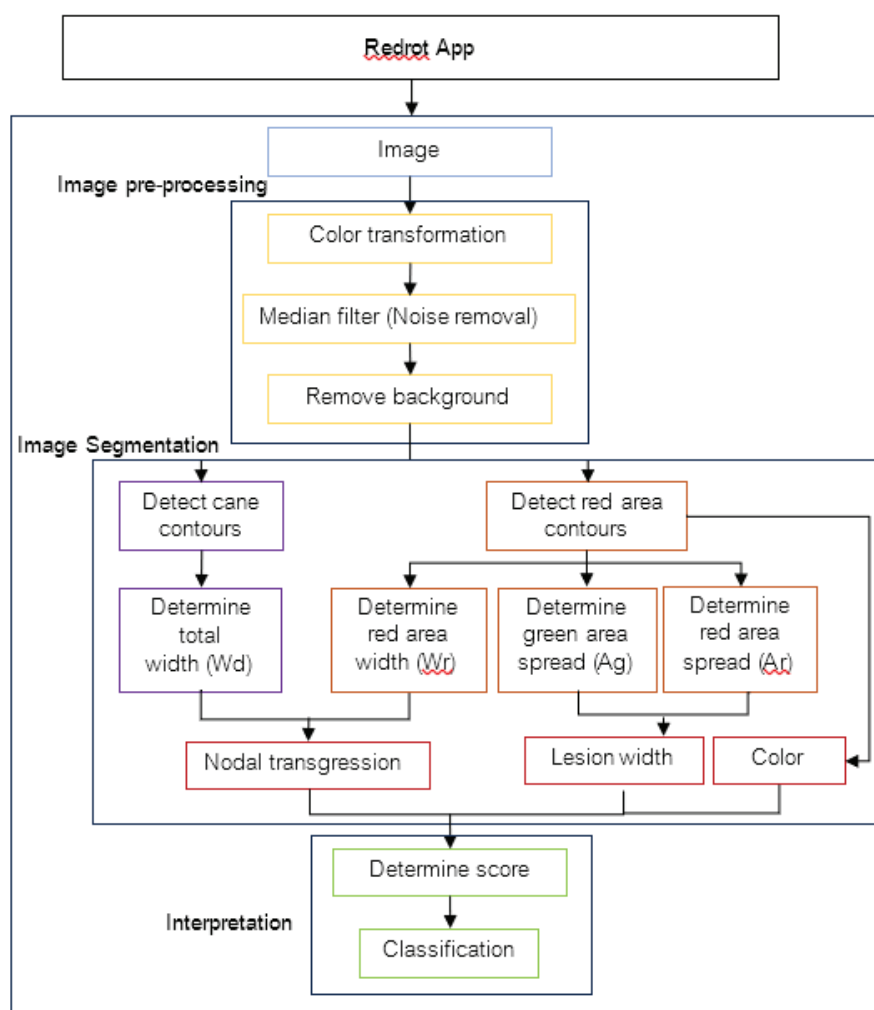 Redrot App
Image
Image pre-processing
Color transformation
Median filter (Noise removal)
Remove background
Image Segmentation
Detect cane
contours
Detect red area
contours
Determine
total
width (Wd)
Determine
red area
width (Wr)
Determine
green area
spread (Ag)
Determine
red area
spread (Ar)
Nodal transgression
Lesion width
Color
Determine score
Interpretation
Classification